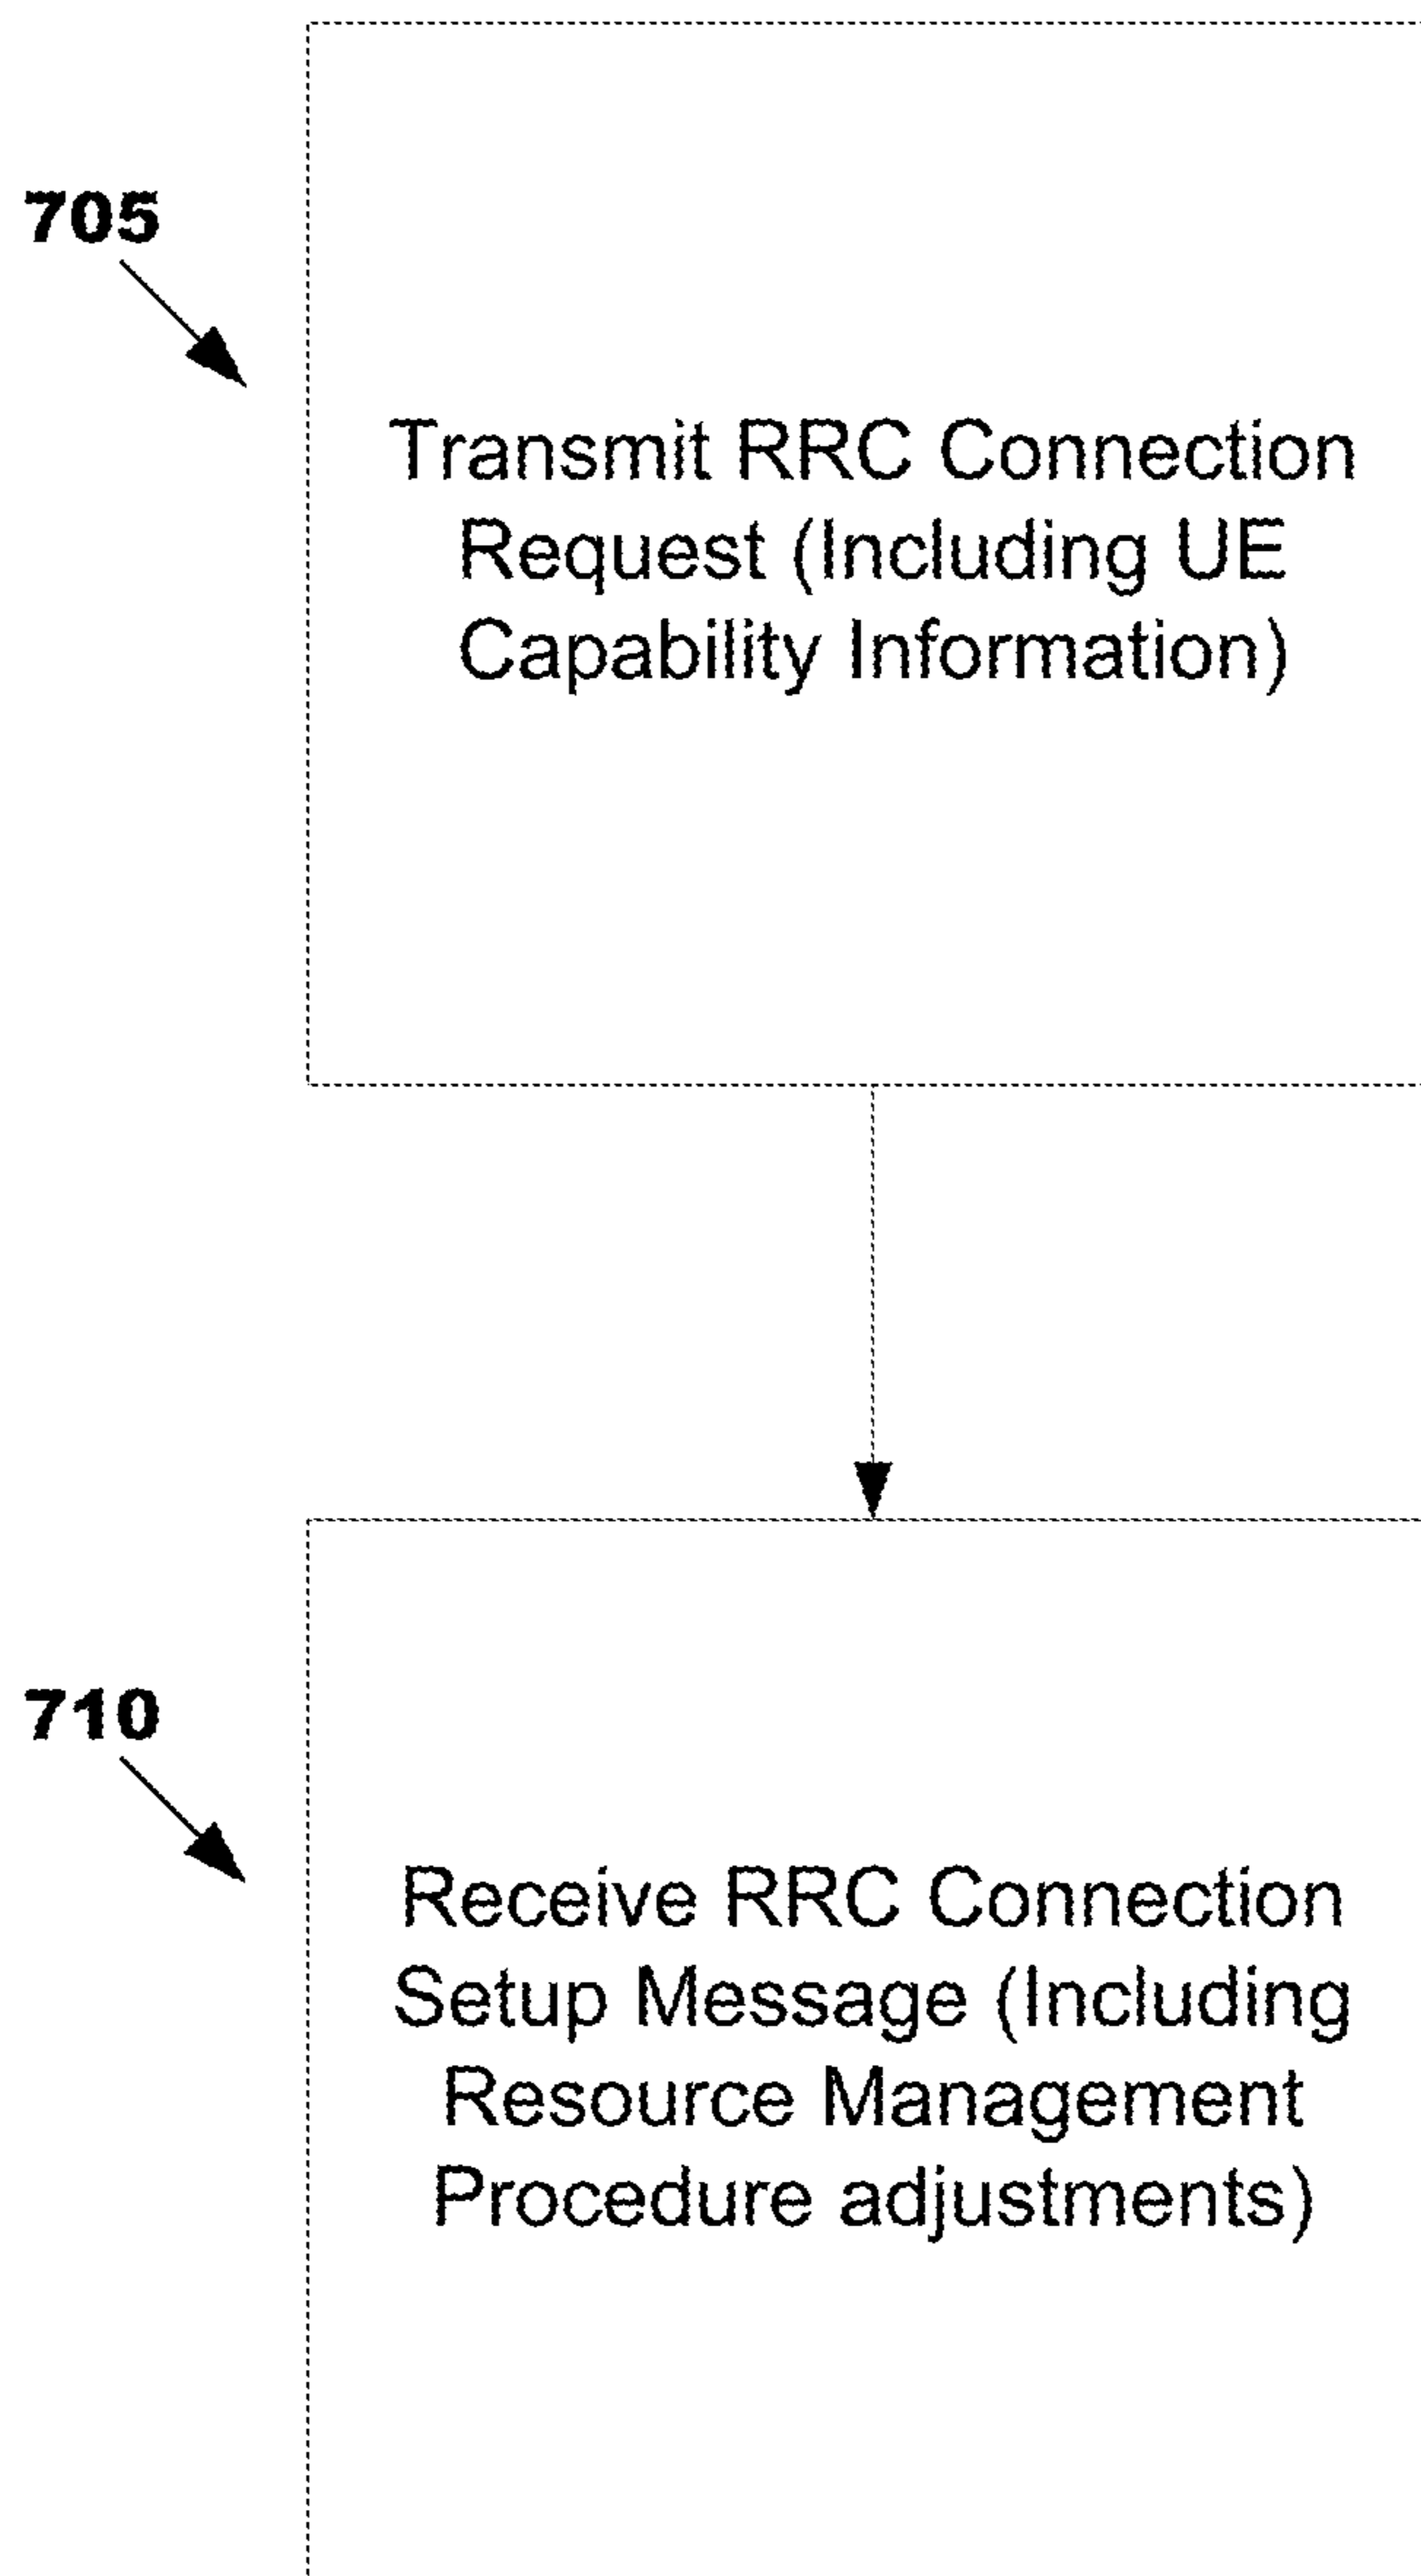 705
Transmit RRC Connection
Request (Including UE
Capability Information)
710
Receive RRC Connection
Setup Message (Including
Resource Management
Procedure adjustments)